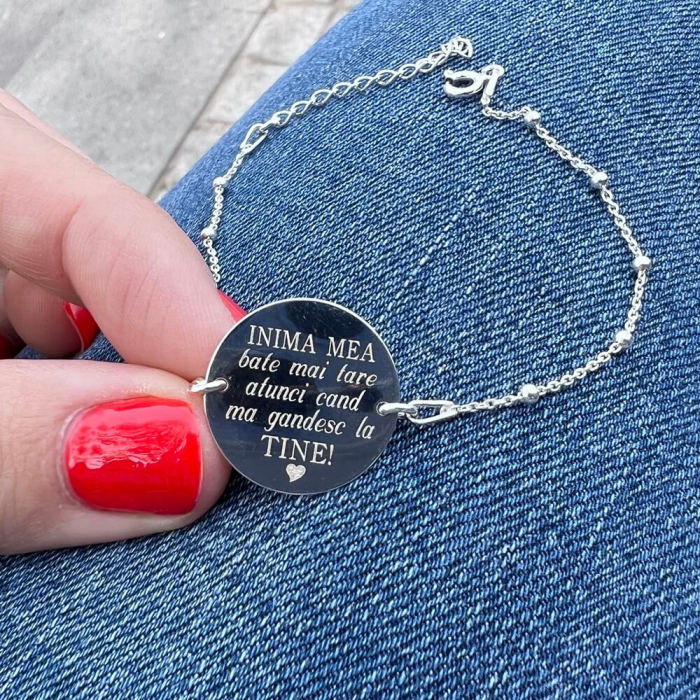 INIMA MEA
bate mai tare
atunci cand
ma gandesc la
TINE!